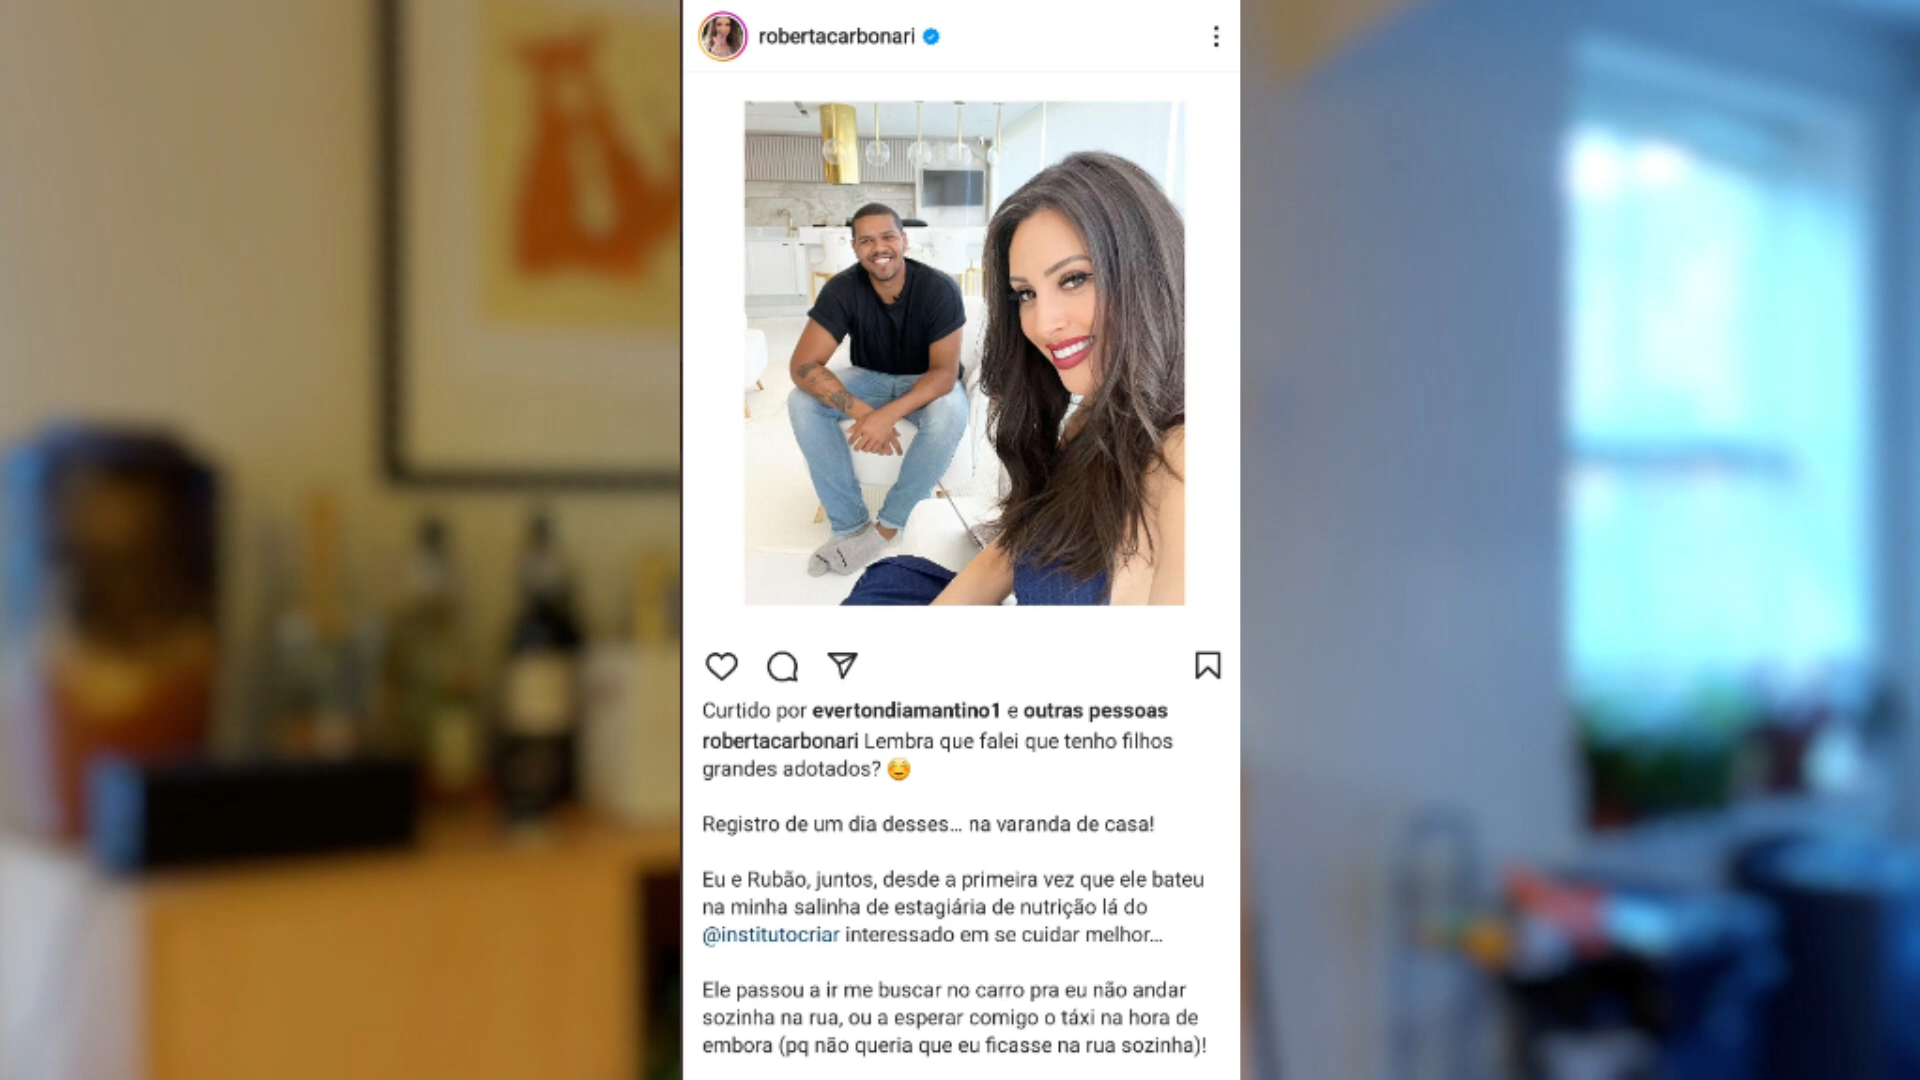 robertacarbonari
Curtido por evertondiamantino1 e outras pessoas
robertacarbonari Lembra que falei que tenho filhos
grandes adotados? ☺️
Registro de um dia desses... na varanda de casa!
Eu e Rubão, juntos, desde a primeira vez que ele bateu
na minha salinha de estagiária de nutrição lá do
@institutocriar interessado em se cuidar melhor...
Ele passou a ir me buscar no carro pra eu não andar
sozinha na rua, ou a esperar comigo o táxi na hora de
embora (pq não queria que eu ficasse na rua sozinha)!